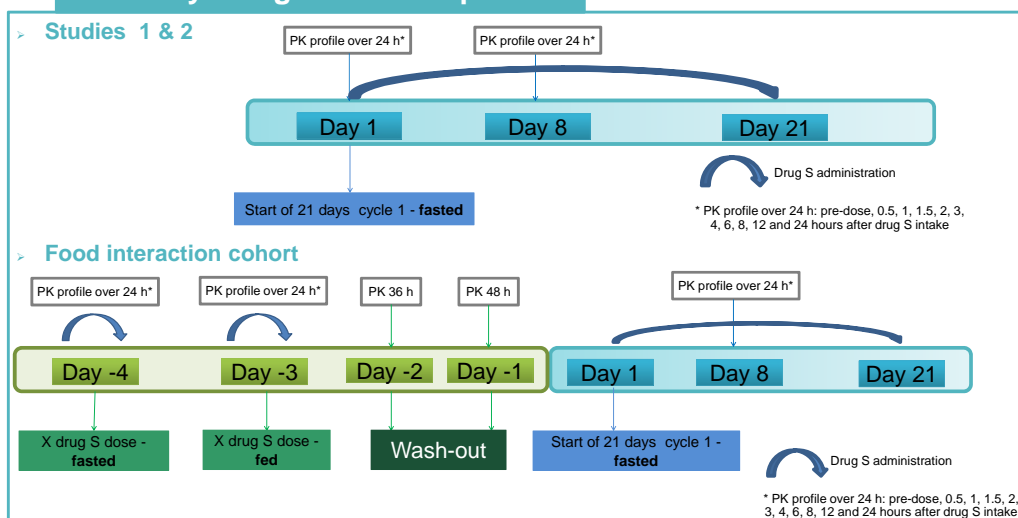 Studies 1 & 2
PK profile over 24 h*
PK profile over 24 h*
Day 1
Day 8
Day 21
Drug S administration
Start of 21 days cycle 1 - fasted
* PK profile over 24 h: pre-dose, 0.5, 1, 1.5, 2, 3,
4, 6, 8, 12 and 24 hours after drug S intake
Food interaction cohort
PK profile over 24 h*
PK profile over 24 h*
PK 36 h
PK 48 h
PK profile over 24 h*
Day -4
Day -3
Day -2
Day -1
Day 1
Day 8
Day 21
X drug S dose -
fasted
X drug S dose -
fed
Wash-out
Start of 21 days cycle 1 -
fasted
Drug S administration
* PK profile over 24 h: pre-dose, 0.5, 1, 1.5, 2,
3, 4, 6, 8, 12 and 24 hours after drug S intake